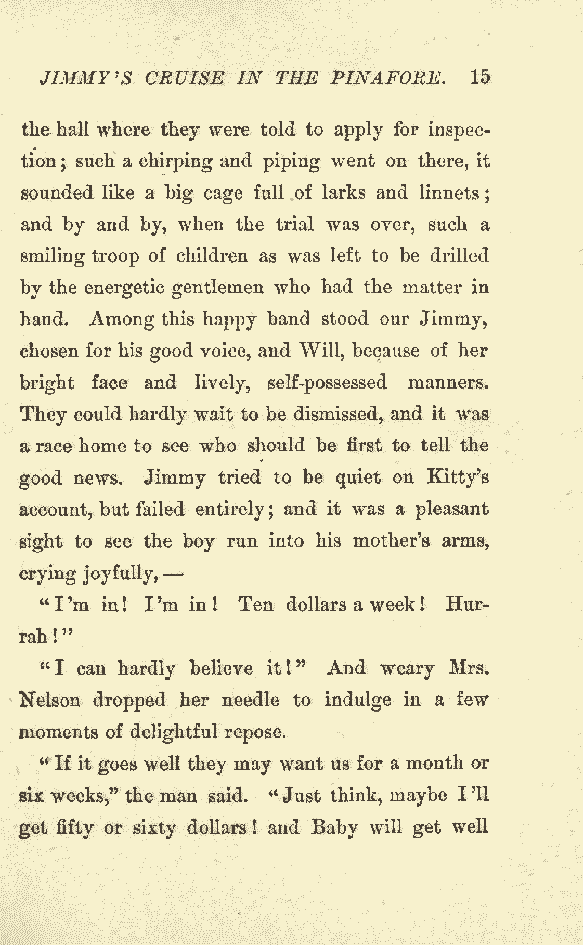 JIMMY'S CRUISE IN THE PINAFORE. 15
the hall where they were told to apply for inspec-
tion; such a chirping and piping went on there, it
sounded like a big cage full of larks and linnets;
and by and by, when the trial was over, such a
smiling troop of children as was left to be drilled
by the energetic gentlemen who had the matter in
hand. Among this happy band stood our Jimmy,
chosen for his good voice, and Will, because of her
bright face and lively, self-possessed manners.
They could hardly wait to be dismissed, and it was
a race home to see who should be first to tell the
good news. Jimmy tried to be quiet on Kitty's
account, but failed entirely; and it was a pleasant
sight to see the boy run into his mother's arms,
crying joyfully, —
"I'm in! I'm in! Ten dollars a week! Hur-
rah!"
"I can hardly believe it!" And weary Mrs.
Nelson dropped her needle to indulge in a few
moments of delightful repose.
"If it goes well they may want us for a month or
six weeks," the man said. "Just think, maybe I'll
get fifty or sixty dollars! and Baby will get well